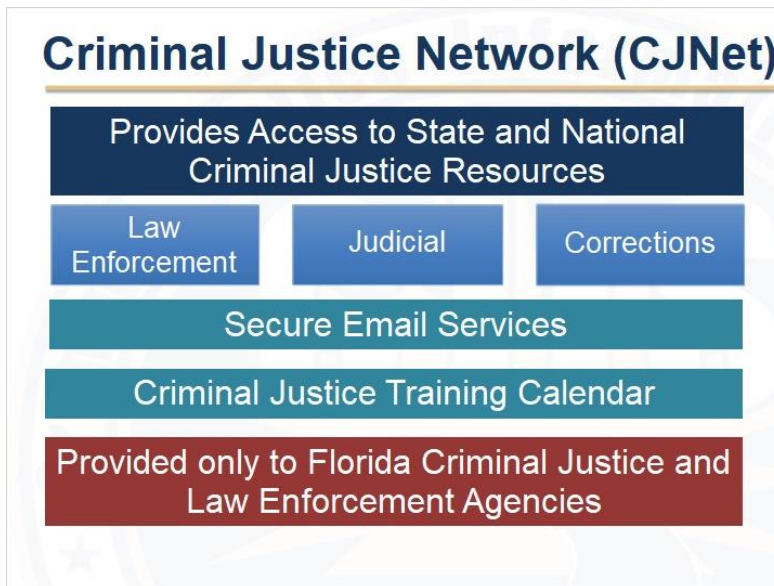 Criminal Justice Network (CJNet)
Provides Access to State and National
Criminal Justice Resources
Law
Enforcement
Judicial
Corrections
Secure Email Services
Criminal Justice Training Calendar
Provided only to Florida Criminal Justice and
Law Enforcement Agencies